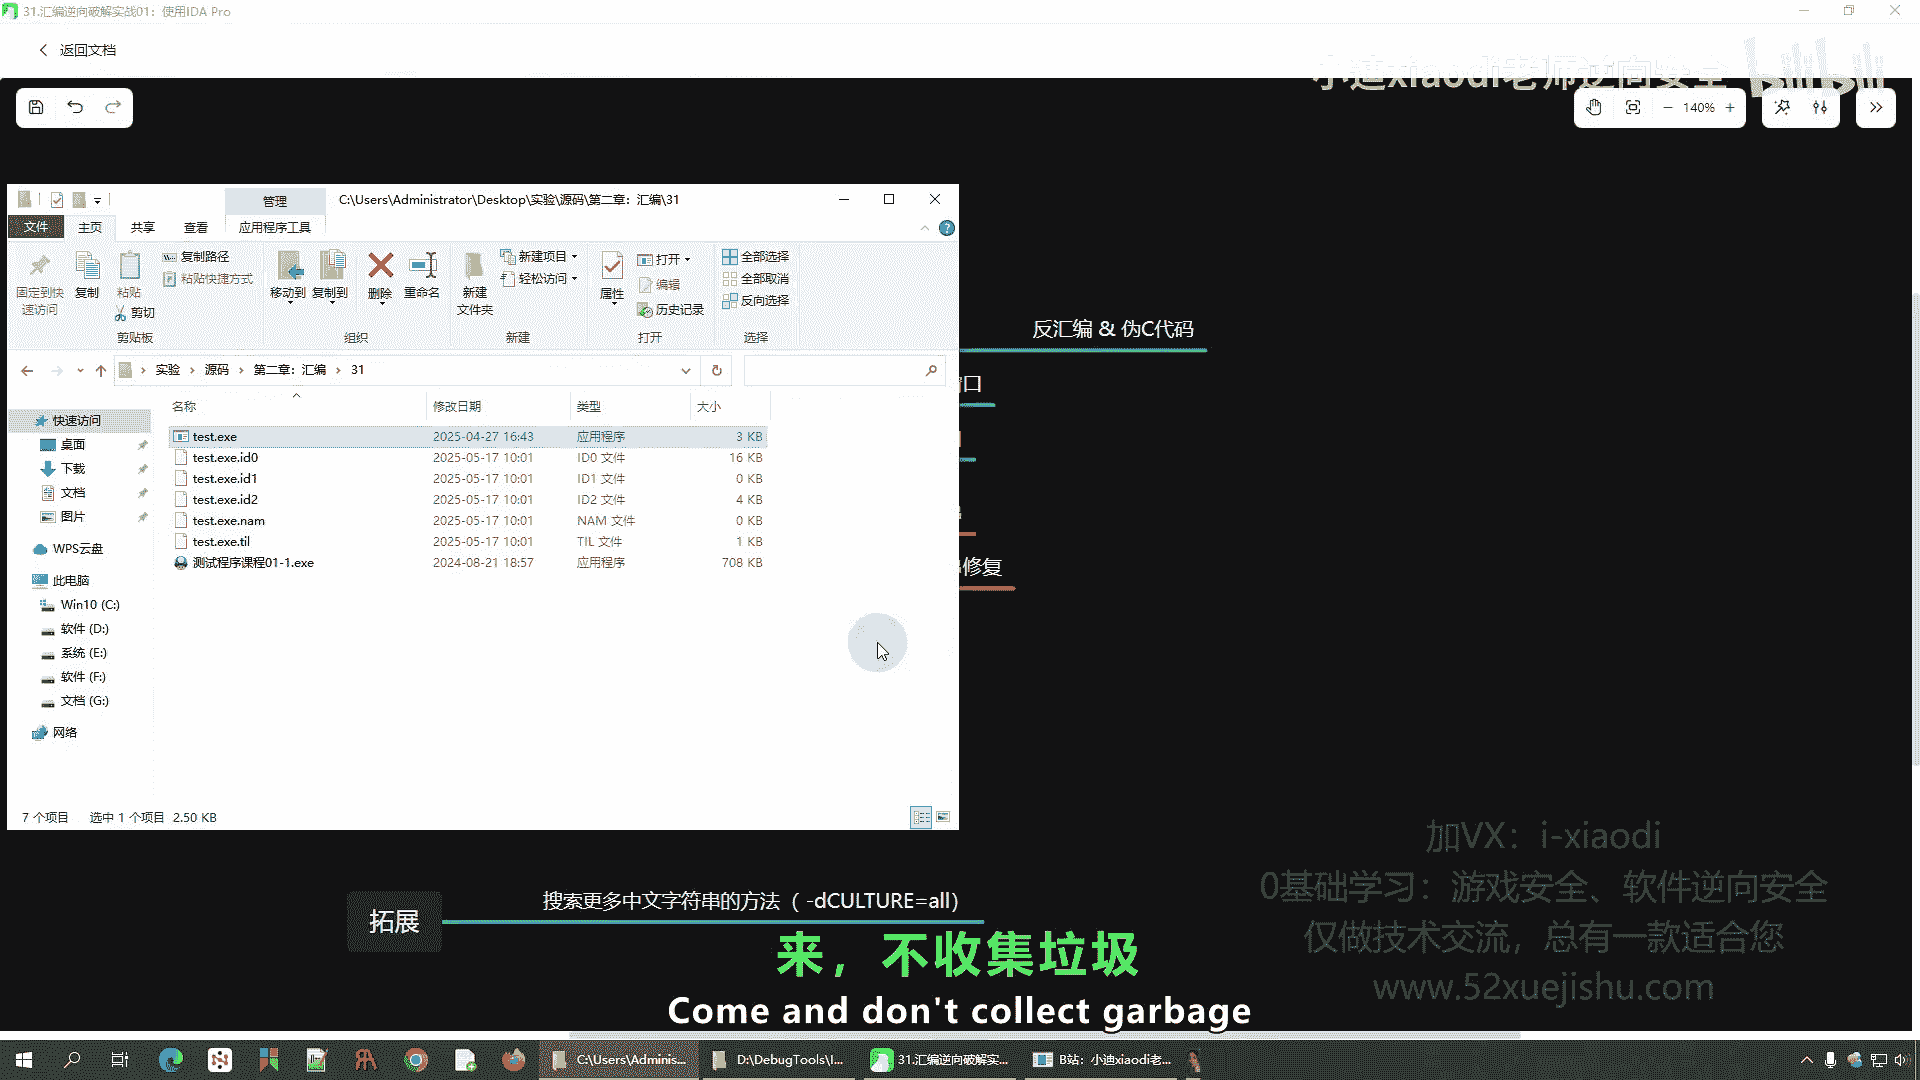 31.汇编逆向破解实战01：使用IDA Pro
返回文档
小迪xiaodi老师逆向安全
bilibili
140%
管理
C:\Users\Administrator\Desktop\实验\源码\第二章：汇编\31
文件
主页
共享
查看
应用程序工具
固定到快速访问
复制
粘贴
复制路径
粘贴快捷方式
剪切
剪贴板
移动到
复制到
删除
重命名
组织
新建文件夹
新建项目
轻松访问
新建
属性
打开
编辑
历史记录
打开
全部选择
全部取消
反向选择
选择
实验 › 源码 › 第二章：汇编 › 31
名称 修改日期 类型 大小
快速访问
桌面
下载
文档
图片
WPS云盘
此电脑
Win10 (C:)
软件 (D:)
系统 (E:)
软件 (F:)
文档 (G:)
网络
test.exe 2025-04-27 16:43 应用程序 3 KB
test.exe.id0 2025-05-17 10:01 ID0 文件 16 KB
test.exe.id1 2025-05-17 10:01 ID1 文件 0 KB
test.exe.id2 2025-05-17 10:01 ID2 文件 4 KB
test.exe.nam 2025-05-17 10:01 NAM 文件 0 KB
test.exe.til 2025-05-17 10:01 TIL 文件 1 KB
测试程序课程01-1.exe 2024-08-21 18:57 应用程序 708 KB
7 个项目 选中 1 个项目 2.50 KB
反汇编 & 伪C代码
口
修复
拓展
搜索更多中文字符串的方法（ -dCULTURE=all）
加VX：i-xiaodi
0基础学习：游戏安全、软件逆向安全
仅做技术交流，总有一款适合您
www.52xuejishu.com
来，不收集垃圾
Come and don't collect garbage
C:\Users\Adminis...
D:\DebugTools\I...
31.汇编逆向破解实...
B站：小迪xiaodi老...